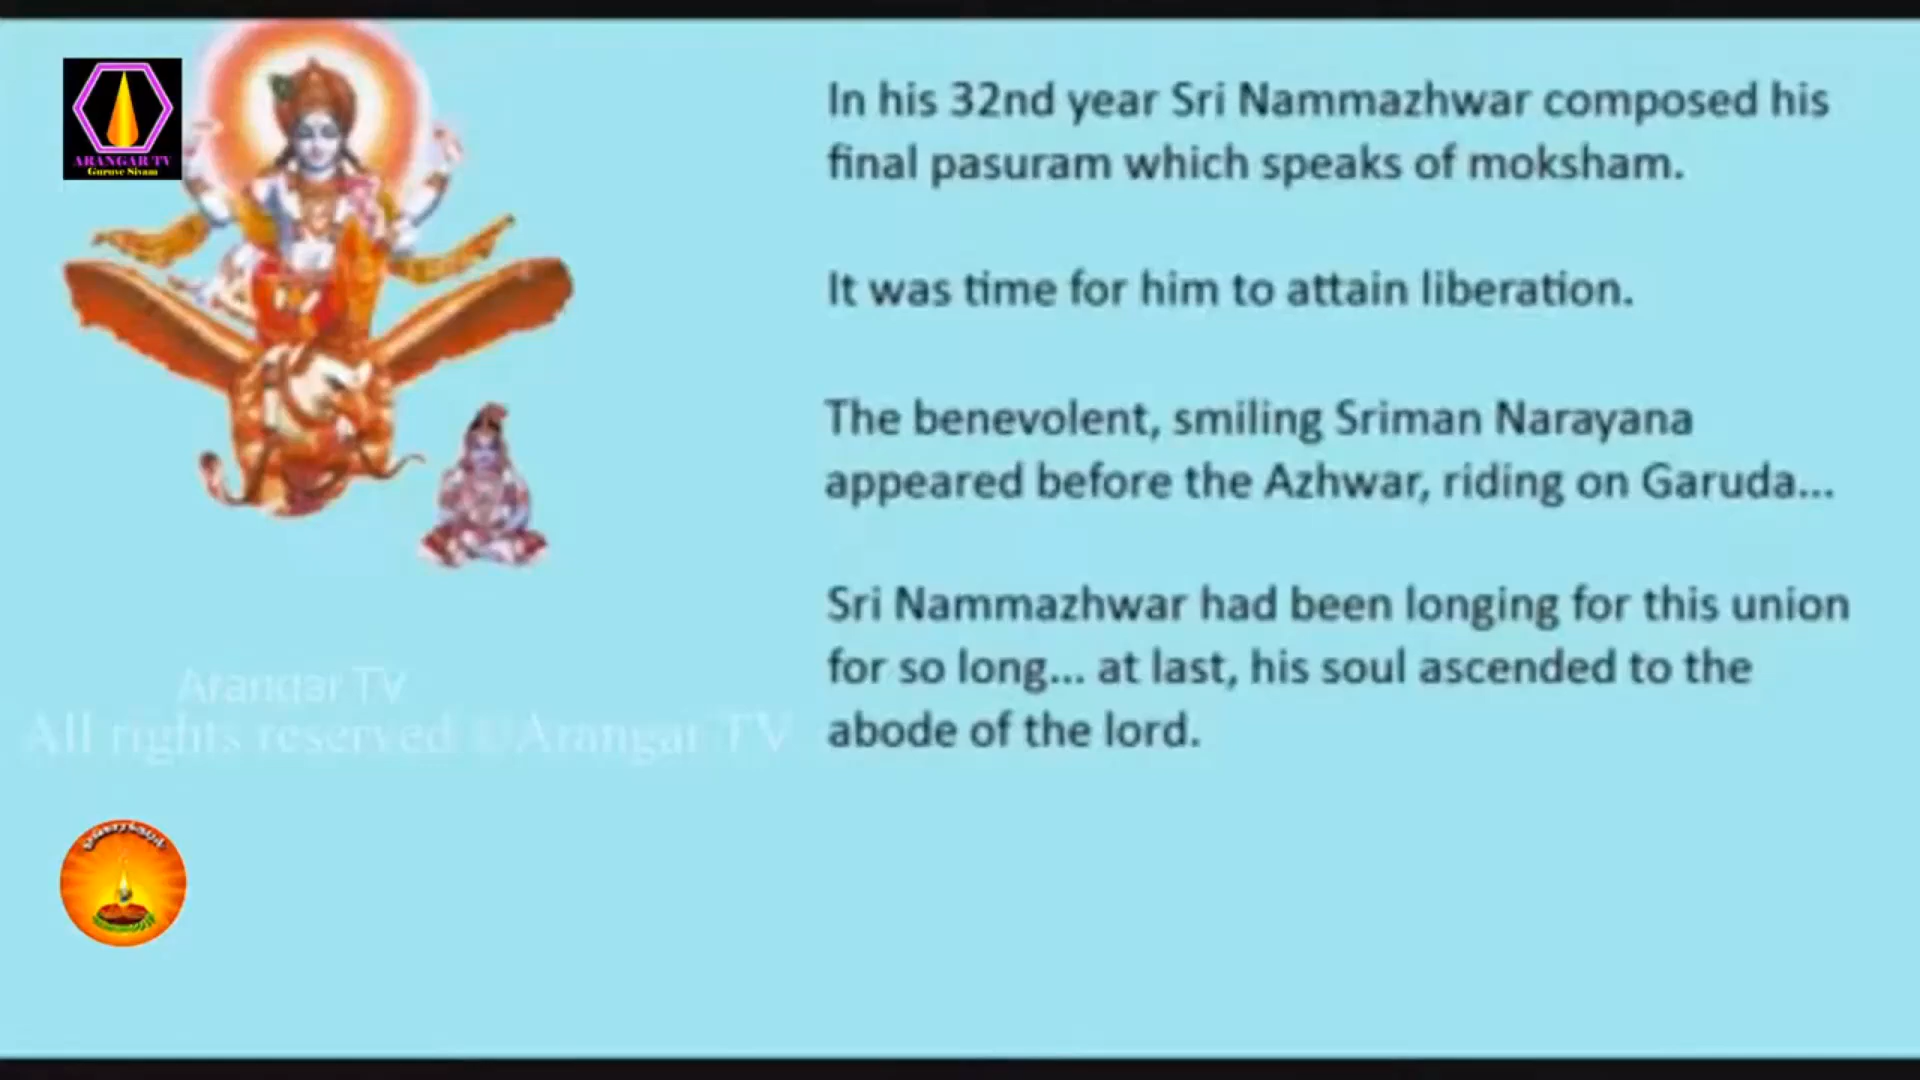 ARANGAR TV
Guruve Sivam
In his 32nd year Sri Nammazhwar composed his
final pasuram which speaks of moksham.
It was time for him to attain liberation.
The benevolent, smiling Sriman Narayana
appeared before the Azhwar, riding on Garuda...
Sri Nammazhwar had been longing for this union
for so long... at last, his soul ascended to the
abode of the lord.
Arangar TV
All rights reserved ©Arangar TV